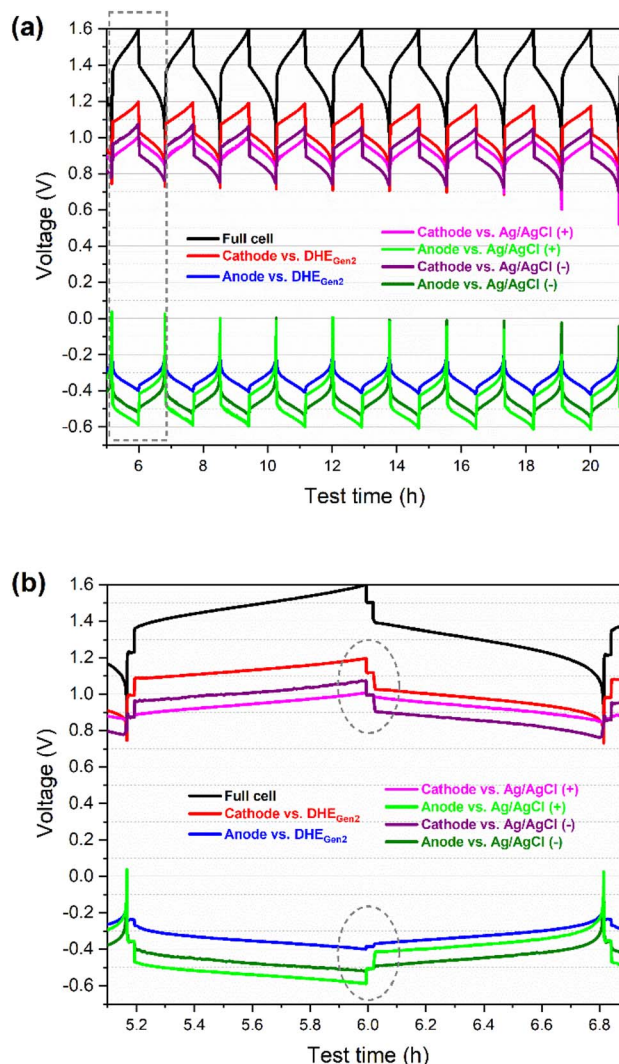 (a)
1.6
1.4
1.2
1.0
0.8
0.6
0.4
0.2
0.0
-0.2
-0.4
-0.6
Voltage (V)
Full cell
Cathode vs. DHEGen2
Anode vs. DHEGen2
Cathode vs. Ag/AgCl (+)
Anode vs. Ag/AgCl (+)
Cathode vs. Ag/AgCl (-)
Anode vs. Ag/AgCl (-)
6 8 10 12 14 16 18 20
Test time (h)
(b)
1.6
1.4
1.2
1.0
0.8
0.6
0.4
0.2
0.0
-0.2
-0.4
-0.6
Voltage (V)
Full cell
Cathode vs. DHEGen2
Anode vs. DHEGen2
Cathode vs. Ag/AgCl (+)
Anode vs. Ag/AgCl (+)
Cathode vs. Ag/AgCl (-)
Anode vs. Ag/AgCl (-)
5.2 5.4 5.6 5.8 6.0 6.2 6.4 6.6 6.8
Test time (h)